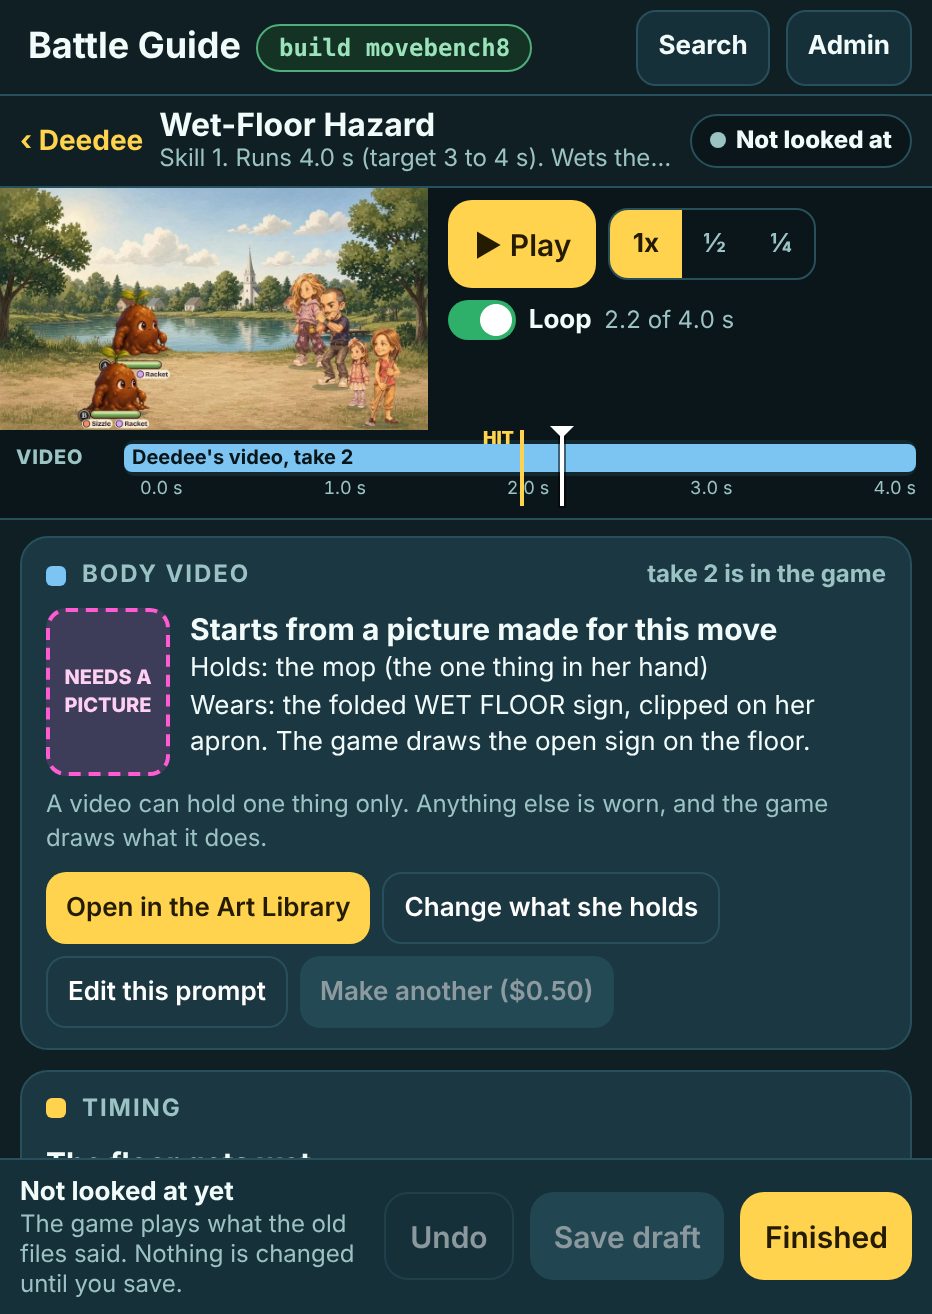 Battle Guide
build movebench8
Search
Admin
‹ Deedee
Wet-Floor Hazard
Skill 1. Runs 4.0 s (target 3 to 4 s). Wets the...
Not looked at
A
Racket
B
Sizzle
Racket
▶ Play
1x
½
¼
Loop
2.2 of 4.0 s
HIT
VIDEO
Deedee's video, take 2
0.0 s
1.0 s
2.0 s
3.0 s
4.0 s
BODY VIDEO
take 2 is in the game
NEEDS A
PICTURE
Starts from a picture made for this move
Holds: the mop (the one thing in her hand)
Wears: the folded WET FLOOR sign, clipped on her
apron. The game draws the open sign on the floor.
A video can hold one thing only. Anything else is worn, and the game
draws what it does.
Open in the Art Library
Change what she holds
Edit this prompt
Make another ($0.50)
TIMING
The floor gets wet
Not looked at yet
The game plays what the old
files said. Nothing is changed
until you save.
Undo
Save draft
Finished